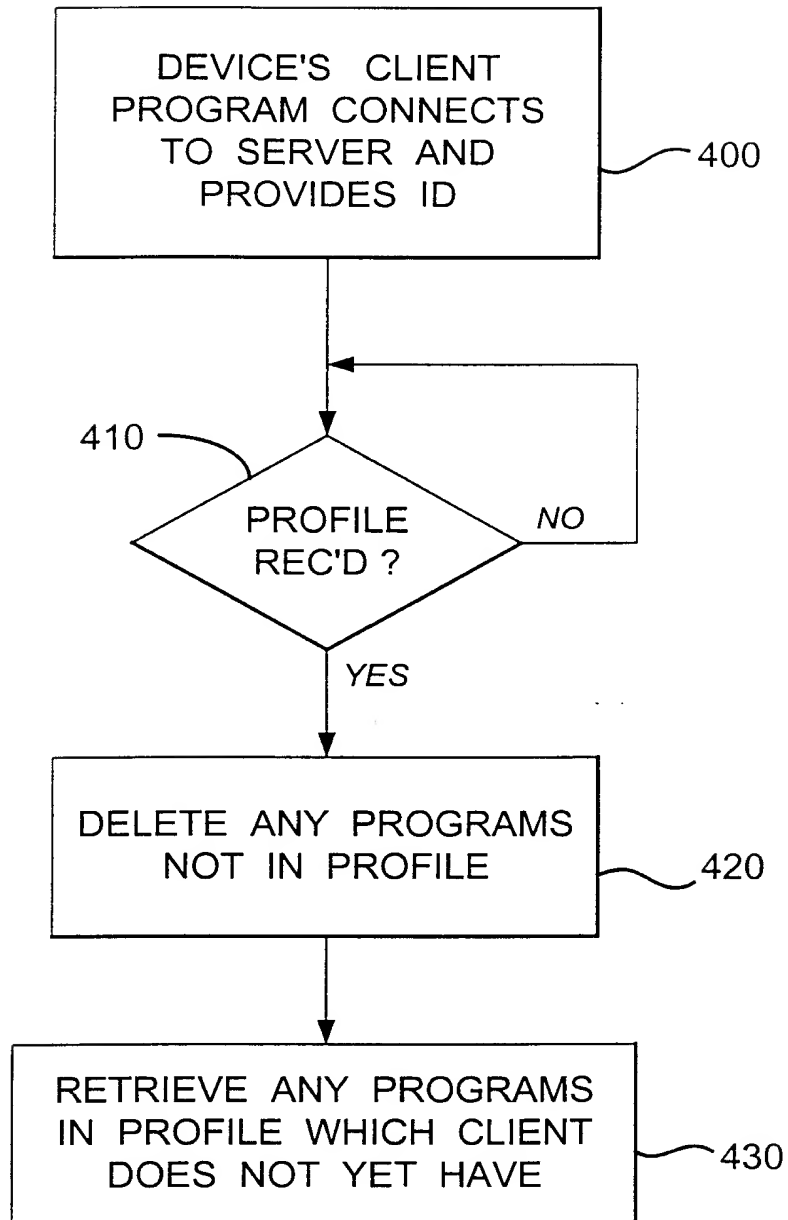 DEVICE'S CLIENT
PROGRAM CONNECTS
TO SERVER AND
PROVIDES ID
400
410
PROFILE
REC'D ?
NO
YES
DELETE ANY PROGRAMS
NOT IN PROFILE
420
RETRIEVE ANY PROGRAMS
IN PROFILE WHICH CLIENT
DOES NOT YET HAVE
430